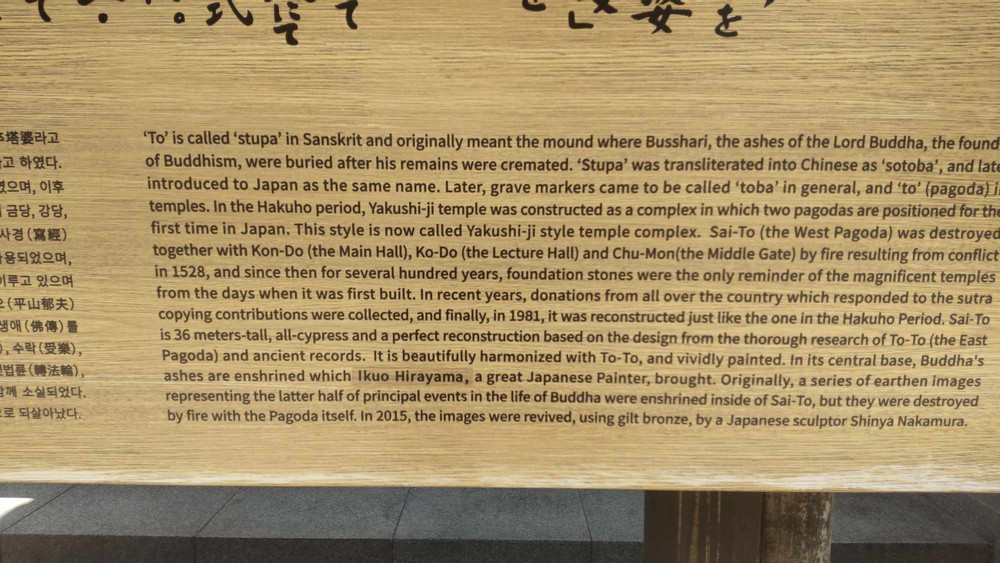 式にて
姿を
塔婆라고
고 하였다.
였으며, 이후
금당, 강당,
사경(寫經)
사용되었으며,
이루고 있으며
(平山郁夫)
생애(佛傳)를
), 수락(受樂),
법륜(轉法輪),
함께 소실되었다.
로 되살아났다.
‘To’ is called ‘stupa’ in Sanskrit and originally meant the mound where Busshari, the ashes of the Lord Buddha, the found
of Buddhism, were buried after his remains were cremated. ‘Stupa’ was transliterated into Chinese as ‘sotoba’, and late
introduced to Japan as the same name. Later, grave markers came to be called ‘toba’ in general, and ‘to’ (pagoda) i
temples. In the Hakuho period, Yakushi-ji temple was constructed as a complex in which two pagodas are positioned for the
first time in Japan. This style is now called Yakushi-ji style temple complex. Sai-To (the West Pagoda) was destroyed
together with Kon-Do (the Main Hall), Ko-Do (the Lecture Hall) and Chu-Mon(the Middle Gate) by fire resulting from conflict
in 1528, and since then for several hundred years, foundation stones were the only reminder of the magnificent temples
from the days when it was first built. In recent years, donations from all over the country which responded to the sutra
copying contributions were collected, and finally, in 1981, it was reconstructed just like the one in the Hakuho Period. Sai-To
is 36 meters-tall, all-cypress and a perfect reconstruction based on the design from the thorough research of To-To (the East
Pagoda) and ancient records. It is beautifully harmonized with To-To, and vividly painted. In its central base, Buddha's
ashes are enshrined which Ikuo Hirayama, a great Japanese Painter, brought. Originally, a series of earthen images
representing the latter half of principal events in the life of Buddha were enshrined inside of Sai-To, but they were destroyed
by fire with the Pagoda itself. In 2015, the images were revived, using gilt bronze, by a Japanese sculptor Shinya Nakamura.